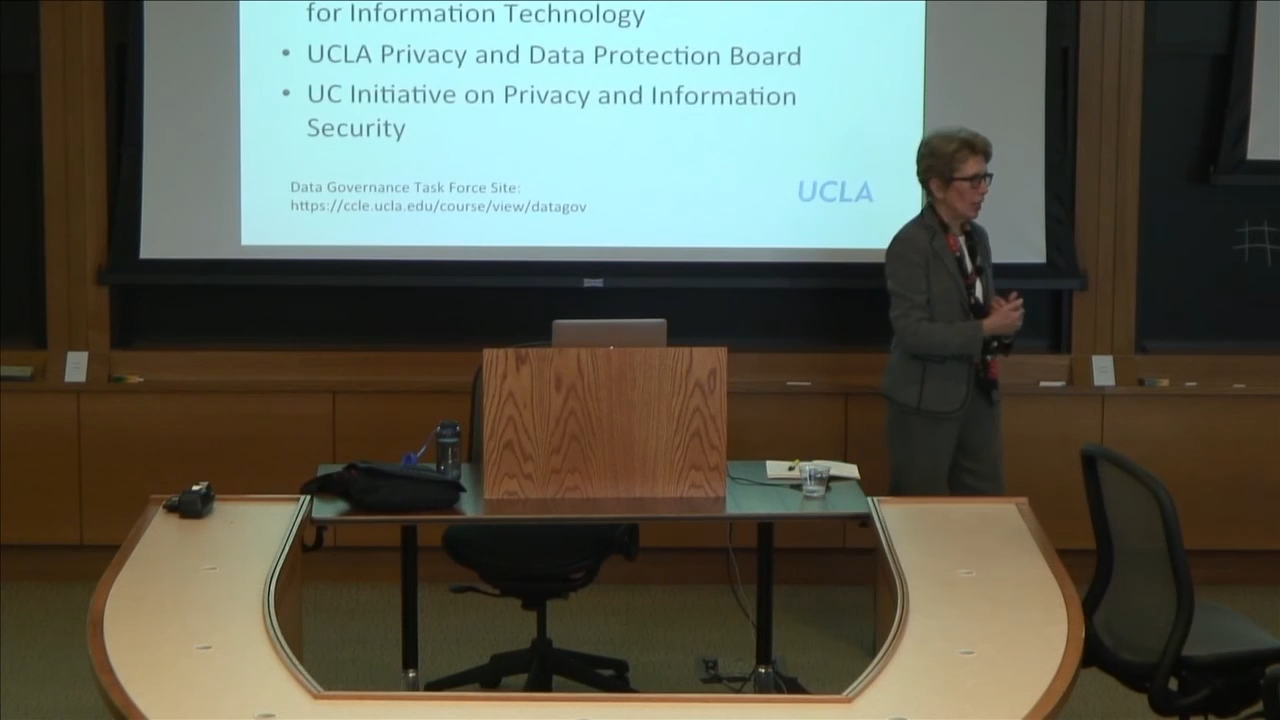 for Information Technology
• UCLA Privacy and Data Protection Board
• UC Initiative on Privacy and Information
Security
Data Governance Task Force Site:
https://ccle.ucla.edu/course/view/datagov
UCLA